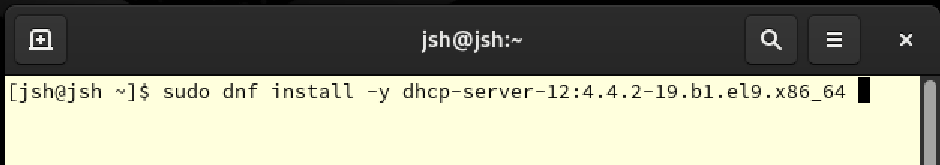 jsh@jsh:~
[jsh@jsh ~]$ sudo dnf install -y dhcp-server-12:4.4.2-19.b1.el9.x86_64